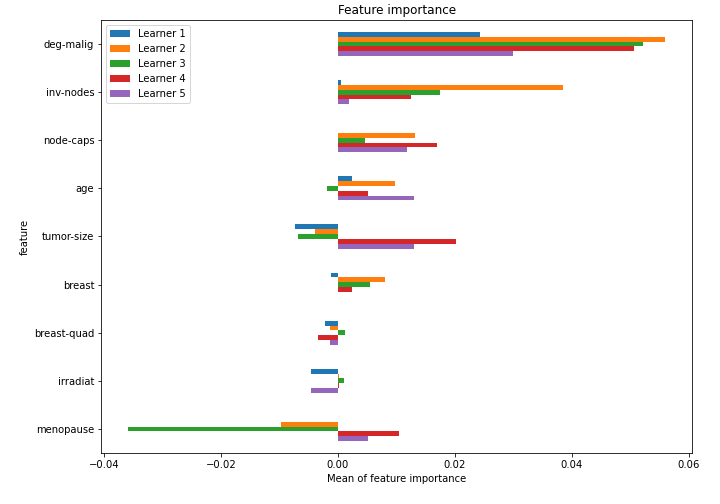 Feature importance
Learner 1
Learner 2
Learner 3
Learner 4
Learner 5
deg-malig
inv-nodes
node-caps
age
tumor-size
breast
breast-quad
irradiat
menopause
feature
−0.04 −0.02 0.00 0.02 0.04 0.06
Mean of feature importance